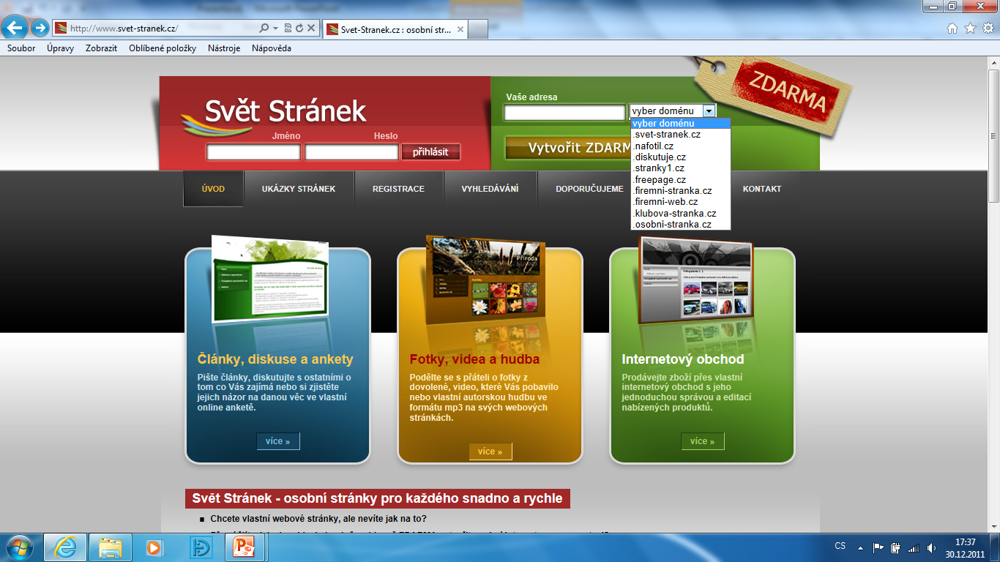 http://www.svet-stranek.cz/
Svet-Stranek.cz : osobní str...
Soubor Úpravy Zobrazit Oblíbené položky Nástroje Nápověda
ZDARMA
Svět Stránek
Jméno Heslo
přihlásit
Vaše adresa
vyber doménu
Vytvořit ZDARM
vyber doménu
.svet-stranek.cz
.nafotil.cz
.diskutuje.cz
.stranky1.cz
.freepage.cz
.firemni-stranka.cz
.firemni-web.cz
.klubova-stranka.cz
.osobni-stranka.cz
ÚVOD UKÁZKY STRÁNEK REGISTRACE VYHLEDÁVÁNÍ DOPORUČUJEME KONTAKT
Příroda
Články, diskuse a ankety
Pište články, diskutujte s ostatními o
tom co Vás zajímá nebo si zjistěte
jejich názor na danou věc ve vlastní
online anketě.
více »
Fotky, videa a hudba
Podělte se s přáteli o fotky z
dovolené, video, které Vás pobavilo
nebo vlastní autorskou hudbu ve
formátu mp3 na svých webových
stránkách.
více »
Internetový obchod
Prodávejte zboží přes vlastní
internetový obchod s jeho
jednoduchou správou a editací
nabízených produktů.
více »
Svět Stránek - osobní stránky pro každého snadno a rychle
Chcete vlastní webové stránky, ale nevíte jak na to?
CS
17:37
30.12.2011